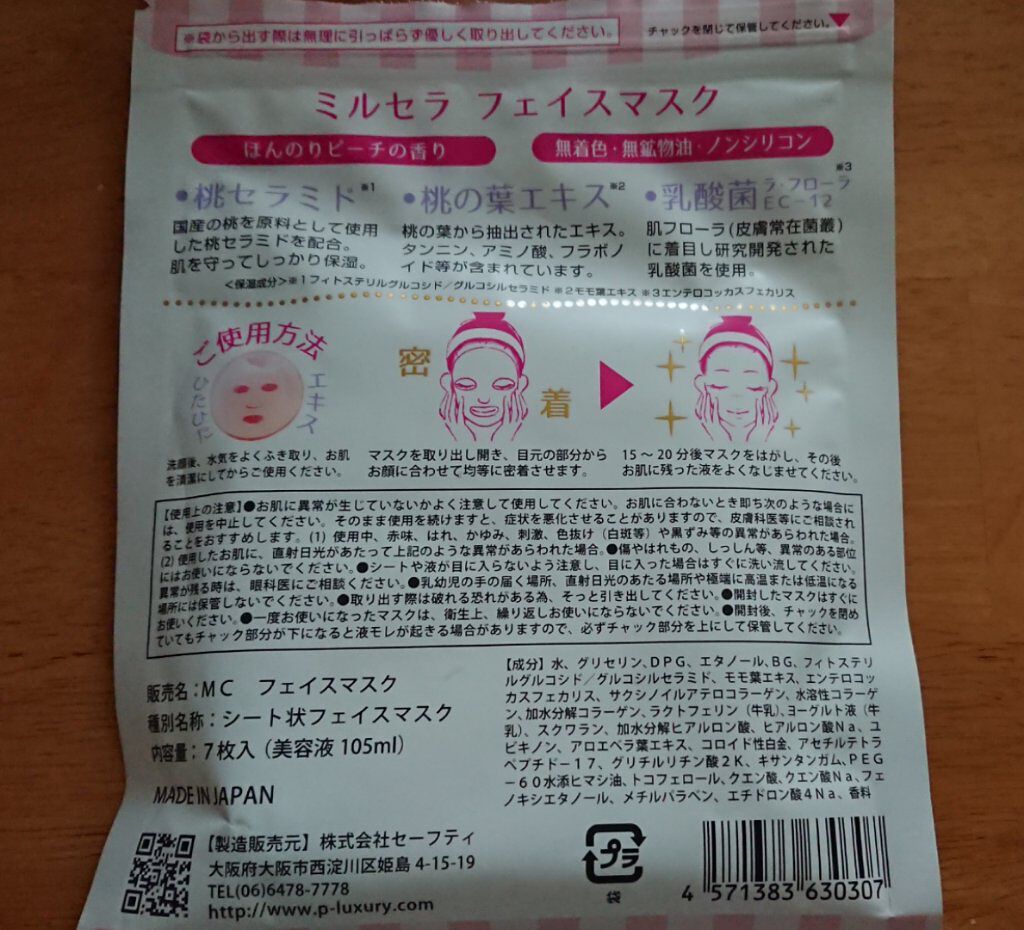 ※袋から出す際は無理に引っぱらず優しく取り出してください。
チャックを閉じて保管してください。
ミルセラ フェイスマスク
ほんのりピーチの香り
無着色・無鉱物油・ノンシリコン
・桃セラミド※1
国産の桃を原料として使用
した桃セラミドを配合。
肌を守ってしっかり保湿。
・桃の葉エキス※2
桃の葉から抽出されたエキス。
タンニン、アミノ酸、フラボノ
イド等が含まれています。
・乳酸菌ラ・フローラEC-12※3
肌フローラ(皮膚常在菌叢)
に着目し研究開発された
乳酸菌を使用。
<保湿成分>※1フィトステリルグルコシド/グルコシルセラミド ※2モモ葉エキス ※3エンテロコッカスフェカリス
ご使用方法
エキス
ひたひた
密
着
洗顔後、水気をよくふき取り、お肌
を清潔にしてからご使用ください。
マスクを取り出し開き、目元の部分から
お顔に合わせて均等に密着させます。
15〜20分後マスクをはがし、その後
お肌に残った液をよくなじませてください。
【使用上の注意】●お肌に異常が生じていないかよく注意して使用してください。お肌に合わないとき即ち次のような場合に
は、使用を中止してください。そのまま使用を続けますと、症状を悪化させることがありますので、皮膚科医等にご相談され
ることをおすすめします。(1) 使用中、赤味、はれ、かゆみ、刺激、色抜け(白斑等)や黒ずみ等の異常があらわれた場合。
(2) 使用したお肌に、直射日光があたって上記のような異常があらわれた場合。●傷やはれもの、しっしん等、異常のある部位
にはお使いにならないでください。●シートや液が目に入らないよう注意し、目に入った場合はすぐに洗い流してください。
異常が残る時は、眼科医にご相談ください。●乳幼児の手の届く場所、直射日光のあたる場所や極端に高温または低温になる
場所には保管しないでください。●取り出す際は破れる恐れがある為、そっと引き出してください。●開封したマスクはすぐに
お使いください。●一度お使いになったマスクは、衛生上、繰り返しお使いにならないでください。●開封後、チャックを閉め
ていてもチャック部分が下になると液モレが起きる場合がありますので、必ずチャック部分を上にして保管してください。
販売名:MC フェイスマスク
種別名称:シート状フェイスマスク
内容量:7枚入(美容液 105ml)
MADE IN JAPAN
【成分】水、グリセリン、DPG、エタノール、BG、フィトステリ
ルグルコシド/グルコシルセラミド、モモ葉エキス、エンテロコッ
カスフェカリス、サクシノイルアテロコラーゲン、水溶性コラーゲ
ン、加水分解コラーゲン、ラクトフェリン(牛乳)、ヨーグルト液(牛
乳)、スクワラン、加水分解ヒアルロン酸、ヒアルロン酸Na、ユ
ビキノン、アロエベラ葉エキス、コロイド性白金、アセチルテトラ
ペプチド-17、グリチルリチン酸2K、キサンタンガム、PEG
-60水添ヒマシ油、トコフェロール、クエン酸、クエン酸Na、フェ
ノキシエタノール、メチルパラベン、エチドロン酸4Na、香料
【製造販売元】株式会社セーフティ
大阪府大阪市西淀川区姫島 4-15-19
TEL(06)6478-7778
http://www.p-luxury.com
プラ
袋
4 571383 630307